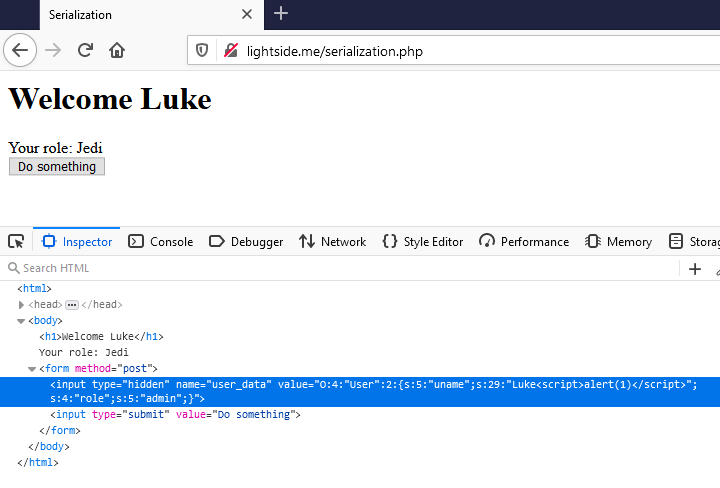 Serialization
lightside.me/serialization.php
Welcome Luke
Your role: Jedi
Do something
Inspector Console Debugger Network Style Editor Performance Memory Storag
Search HTML
<html>
<head> ••• </head>
<body>
<h1>Welcome Luke</h1>
Your role: Jedi
<form method="post">
<input type="hidden" name="user_data" value="O:4:"User":2:{s:5:"uname";s:29:"Luke<script>alert(1)</script>";
s:4:"role";s:5:"admin";}">
<input type="submit" value="Do something">
</form>
</body>
</html>